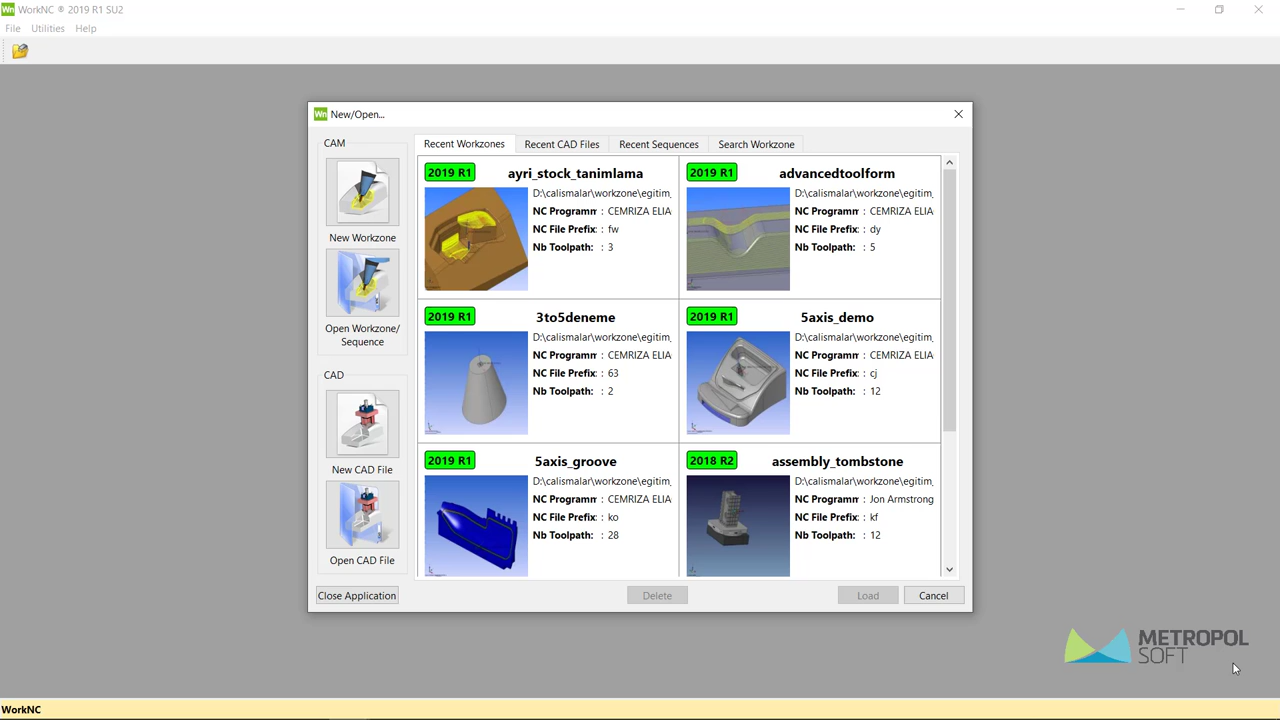 WorkNC ® 2019 R1 SU2
File Utilities Help
New/Open...
CAM
New Workzone
Open Workzone/
Sequence
CAD
New CAD File
Open CAD File
Recent Workzones Recent CAD Files Recent Sequences Search Workzone
2019 R1 ayri_stock_tanimlama
D:\calismalar\workzone\egitim_
NC Programm : CEMRIZA ELIA
NC File Prefix: : fw
Nb Toolpath: : 3
2019 R1 advancedtoolform
D:\calismalar\workzone\egitim_
NC Programm : CEMRIZA ELIA
NC File Prefix: : dy
Nb Toolpath: : 5
2019 R1 3to5deneme
D:\calismalar\workzone\egitim_
NC Programm : CEMRIZA ELIA
NC File Prefix: : 63
Nb Toolpath: : 2
2019 R1 5axis_demo
D:\calismalar\workzone\egitim_
NC Programm : CEMRIZA ELIA
NC File Prefix: : cj
Nb Toolpath: : 12
2019 R1 5axis_groove
D:\calismalar\workzone\egitim_
NC Programm : CEMRIZA ELIA
NC File Prefix: : ko
Nb Toolpath: : 28
2018 R2 assembly_tombstone
D:\calismalar\workzone\egitim_
NC Programm : Jon Armstrong
NC File Prefix: : kf
Nb Toolpath: : 12
Close Application Delete Load Cancel
METROPOL
SOFT
WorkNC